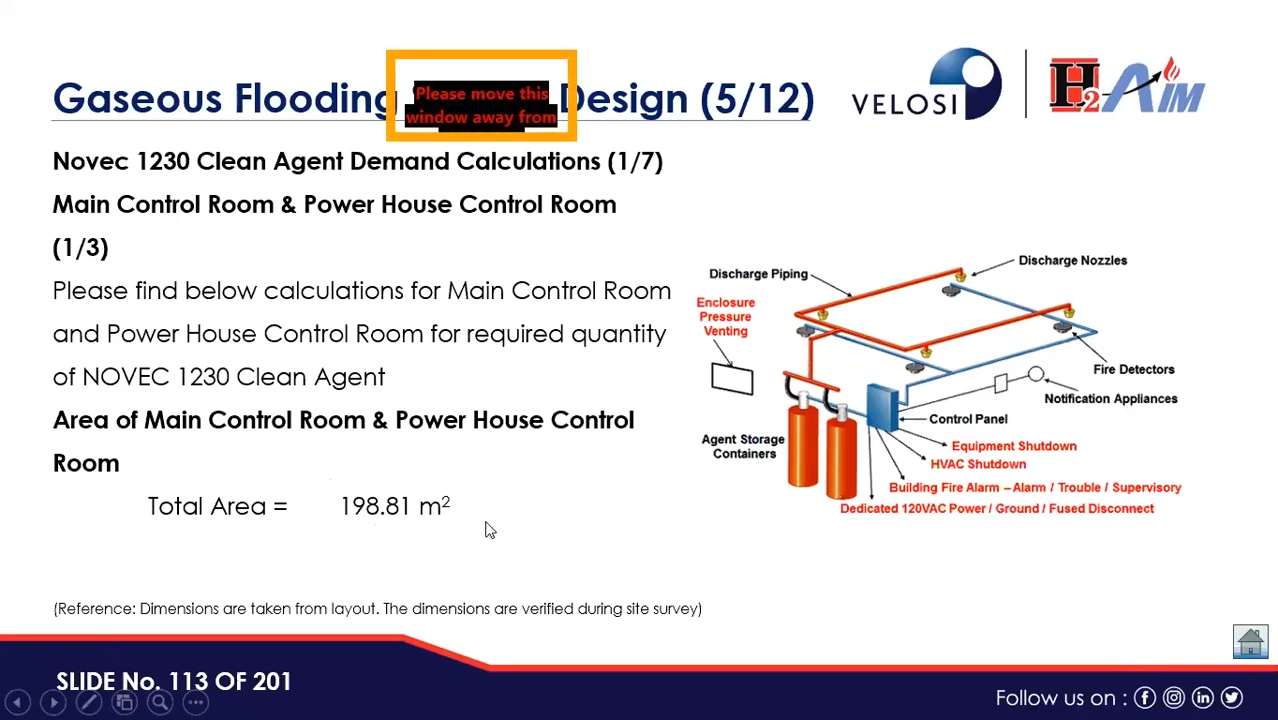 Gaseous Flooding Design (5/12)
Please move this
window away from
VELOSI
H2-AIM
Novec 1230 Clean Agent Demand Calculations (1/7)
Main Control Room & Power House Control Room
(1/3)
Please find below calculations for Main Control Room
and Power House Control Room for required quantity
of NOVEC 1230 Clean Agent
Area of Main Control Room & Power House Control
Room
Total Area = 198.81 m²
(Reference: Dimensions are taken from layout. The dimensions are verified during site survey)
Discharge Piping
Discharge Nozzles
Enclosure
Pressure
Venting
Fire Detectors
Notification Appliances
Control Panel
Agent Storage
Containers
Equipment Shutdown
HVAC Shutdown
Building Fire Alarm – Alarm / Trouble / Supervisory
Dedicated 120VAC Power / Ground / Fused Disconnect
SLIDE No. 113 OF 201
Follow us on :